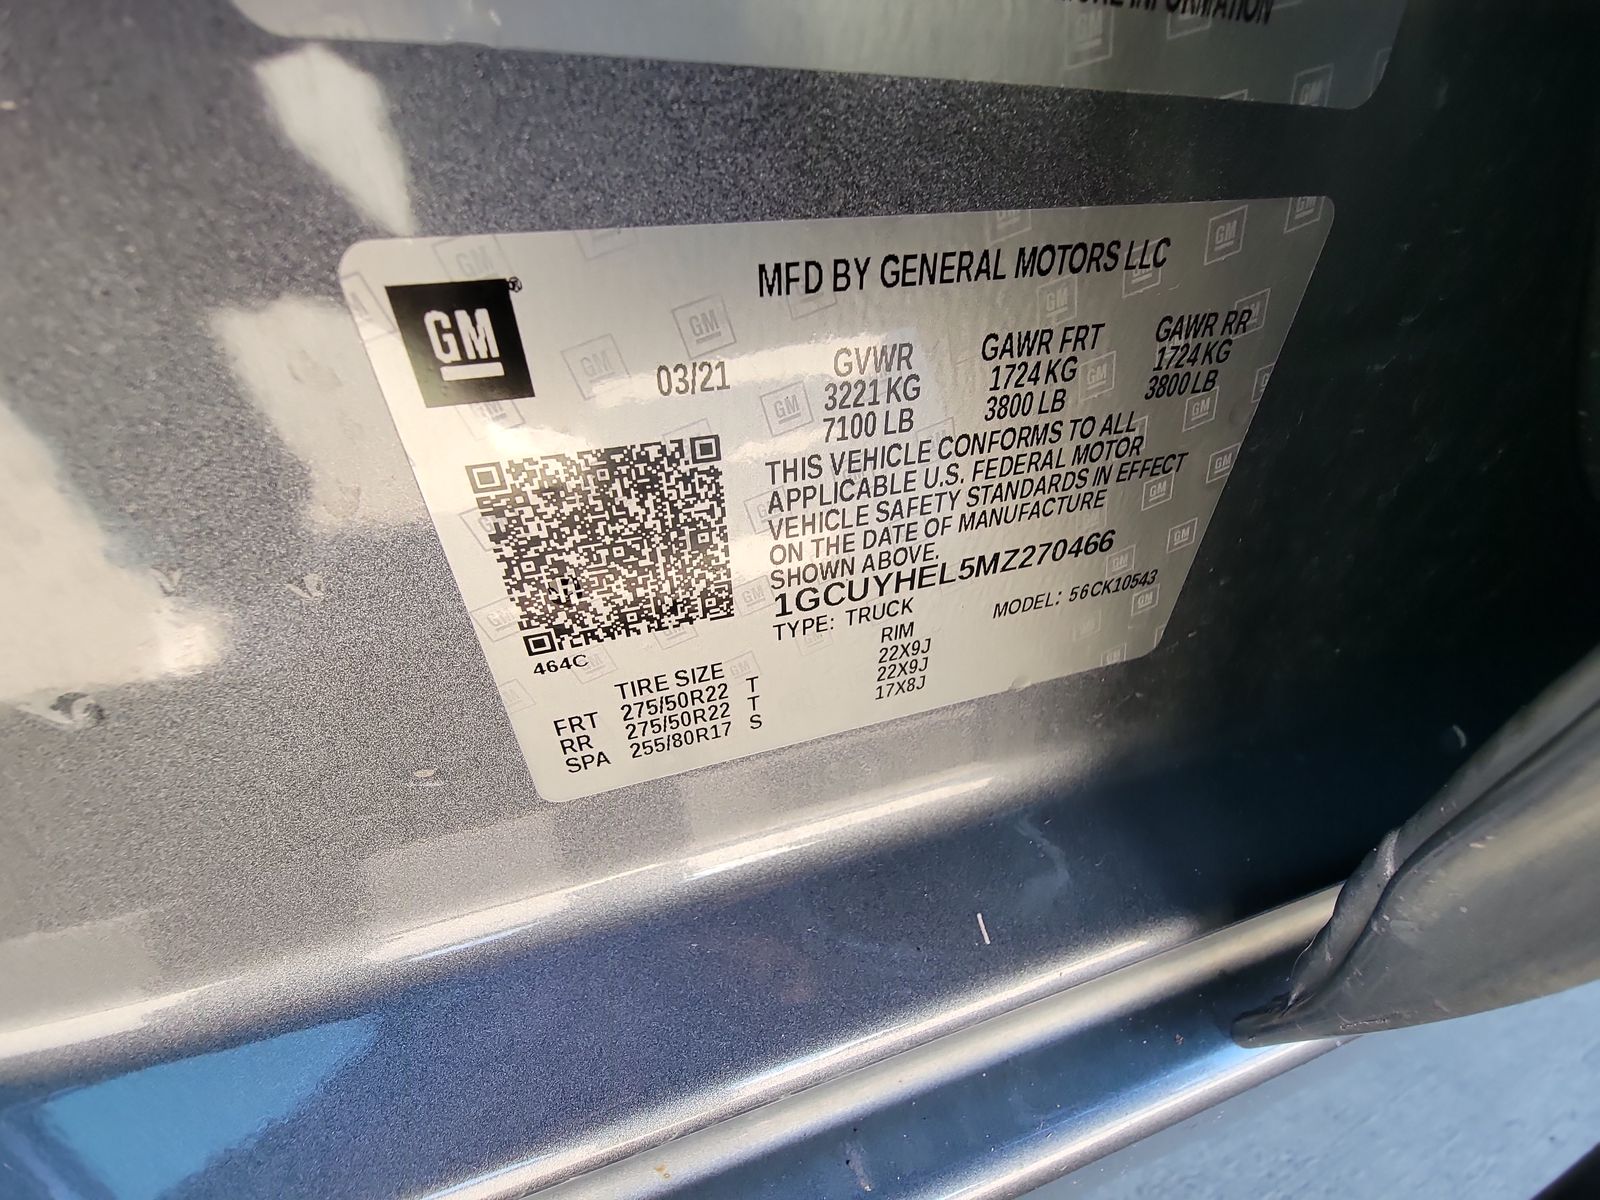 INFORMATION
GM
MFD BY GENERAL MOTORS LLC
03/21
GVWR GAWR FRT GAWR RR
3221 KG 1724 KG 1724 KG
7100 LB 3800 LB 3800 LB
THIS VEHICLE CONFORMS TO ALL
APPLICABLE U.S. FEDERAL MOTOR
VEHICLE SAFETY STANDARDS IN EFFECT
ON THE DATE OF MANUFACTURE
SHOWN ABOVE.
1GCUYHEL5MZ270466
TYPE: TRUCK MODEL: 56CK10543
464C
TIRE SIZE RIM
FRT 275/50R22 T 22X9J
RR 275/50R22 T 22X9J
SPA 255/80R17 S 17X8J